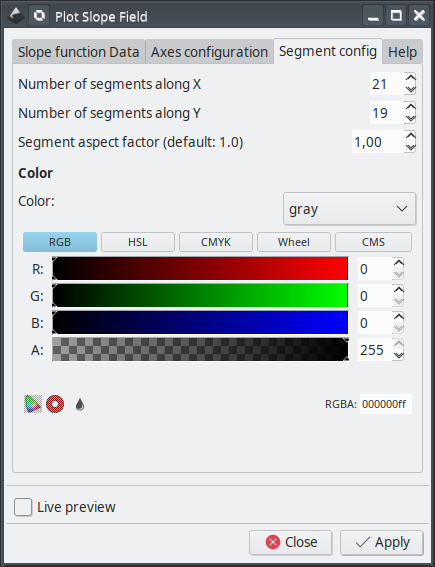 Plot Slope Field
Slope function Data Axes configuration Segment config Help
Number of segments along X 21
Number of segments along Y 19
Segment aspect factor (default: 1.0) 1,00
Color
Color: gray
RGB HSL CMYK Wheel CMS
R: 0
G: 0
B: 0
A: 255
RGBA: 000000ff
Live preview
Close Apply